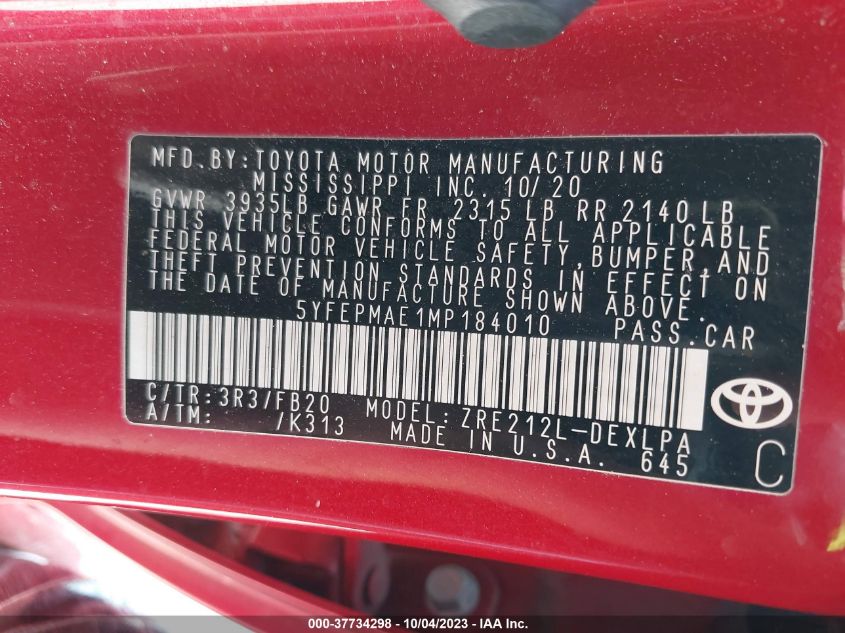 MFD. BY: TOYOTA MOTOR MANUFACTURING
MISSISSIPPI INC. 10/20
GVWR 3935LB GAWR FR 2315 LB RR 2140 LB
THIS VEHICLE CONFORMS TO ALL APPLICABLE
FEDERAL MOTOR VEHICLE SAFETY, BUMPER, AND
THEFT PREVENTION STANDARDS IN EFFECT ON
THE DATE OF MANUFACTURE SHOWN ABOVE.
5YFEPMAE1MP184010 PASS. CAR
C/TR: 3R3/FB20 MODEL: ZRE212L-DEXLPA
A/TM: /K313 MADE IN U.S.A. 645
C
000-37734298 - 10/04/2023 - IAAI.com